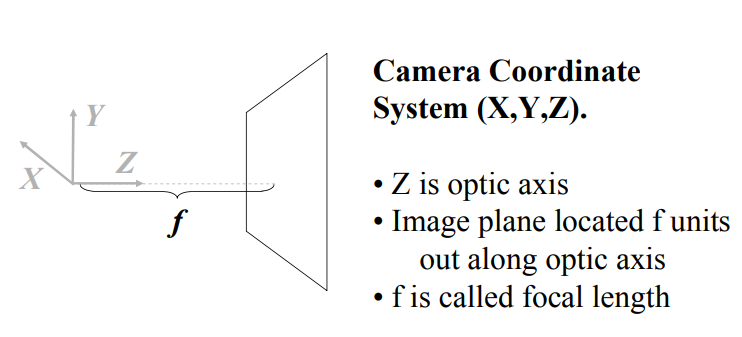 Y
Z
X
f
Camera Coordinate
System (X,Y,Z).
• Z is optic axis
• Image plane located f units
out along optic axis
• f is called focal length